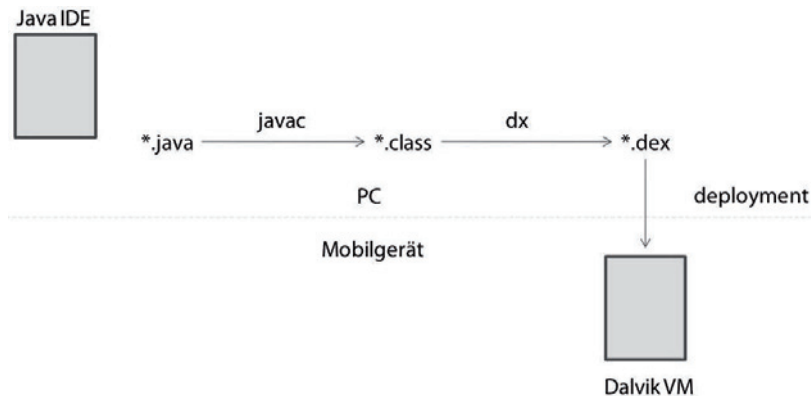 Java IDE
javac
dx
*.java
*.class
*.dex
PC
deployment
Mobilgerät
Dalvik VM